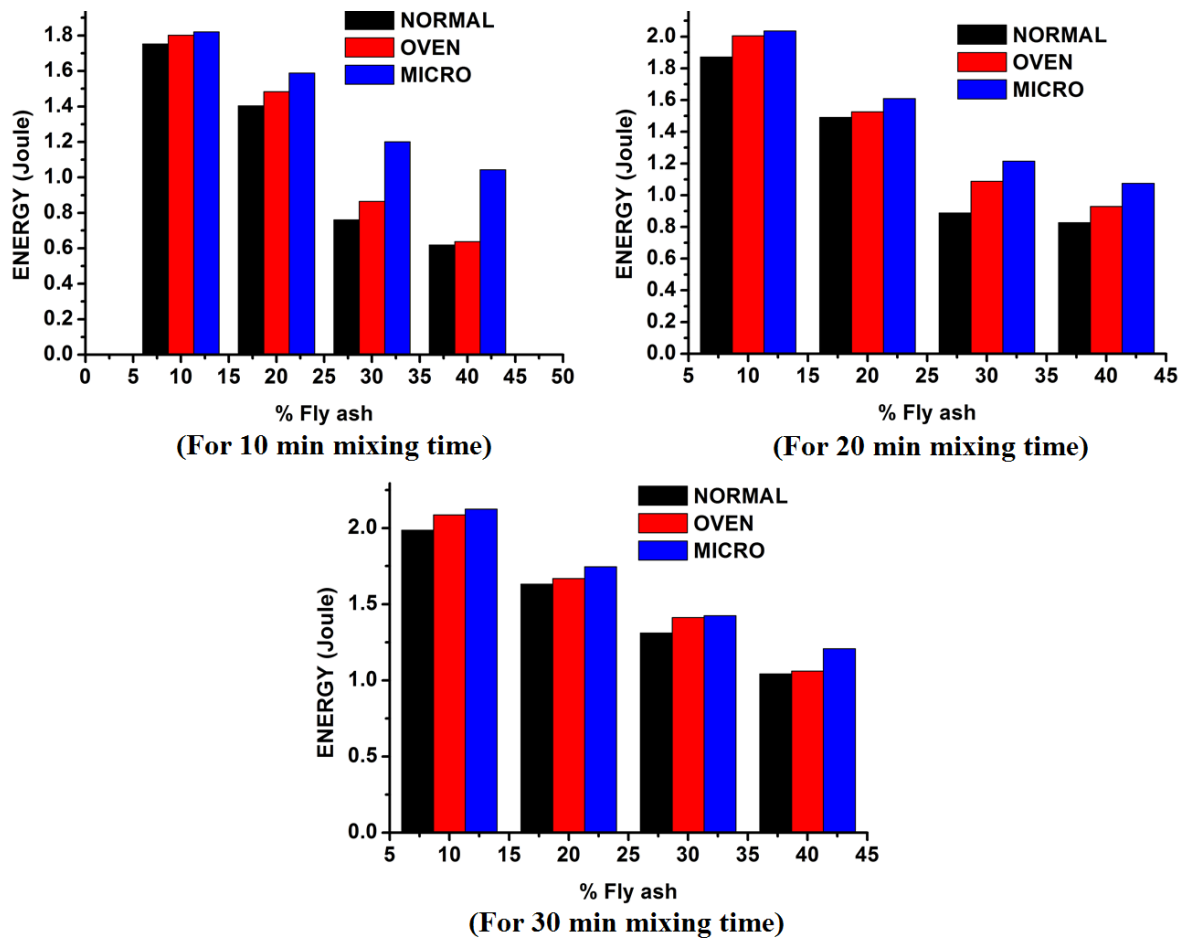 NORMAL
OVEN
MICRO
ENERGY (Joule)
1.8
1.6
1.4
1.2
1.0
0.8
0.6
0.4
0.2
0.0
0 5 10 15 20 25 30 35 40 45 50
% Fly ash
(For 10 min mixing time)
NORMAL
OVEN
MICRO
ENERGY (Joule)
2.0
1.8
1.6
1.4
1.2
1.0
0.8
0.6
0.4
0.2
0.0
5 10 15 20 25 30 35 40 45
% Fly ash
(For 20 min mixing time)
NORMAL
OVEN
MICRO
ENERGY (Joule)
2.0
1.5
1.0
0.5
0.0
5 10 15 20 25 30 35 40 45
% Fly ash
(For 30 min mixing time)